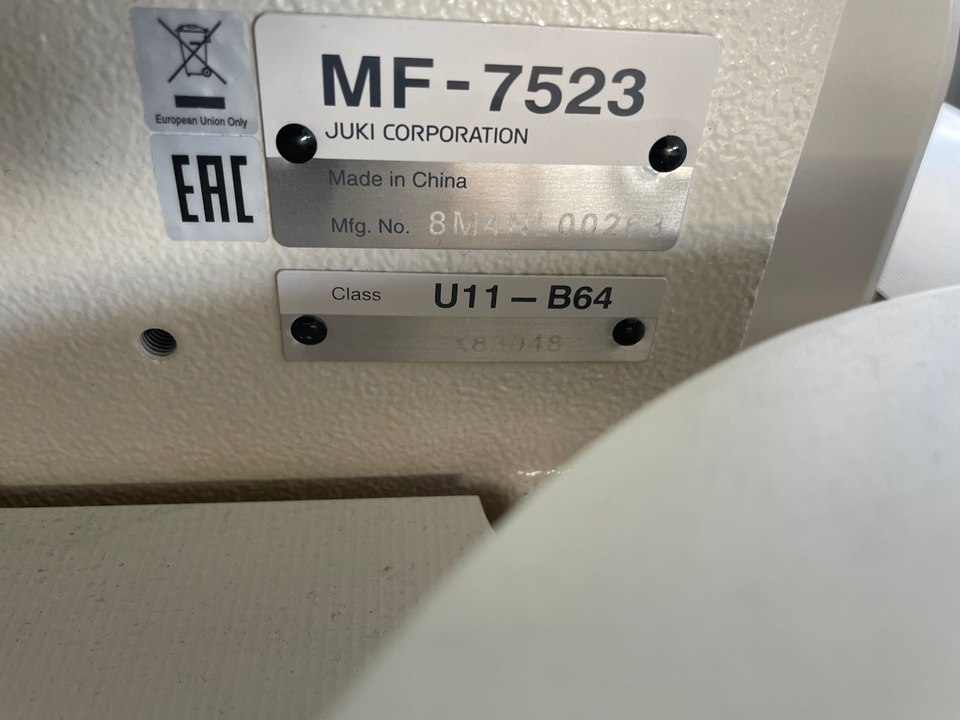 European Union Only
EAC
MF-7523
JUKI CORPORATION
Made in China
Mfg. No.
Class U11-B64